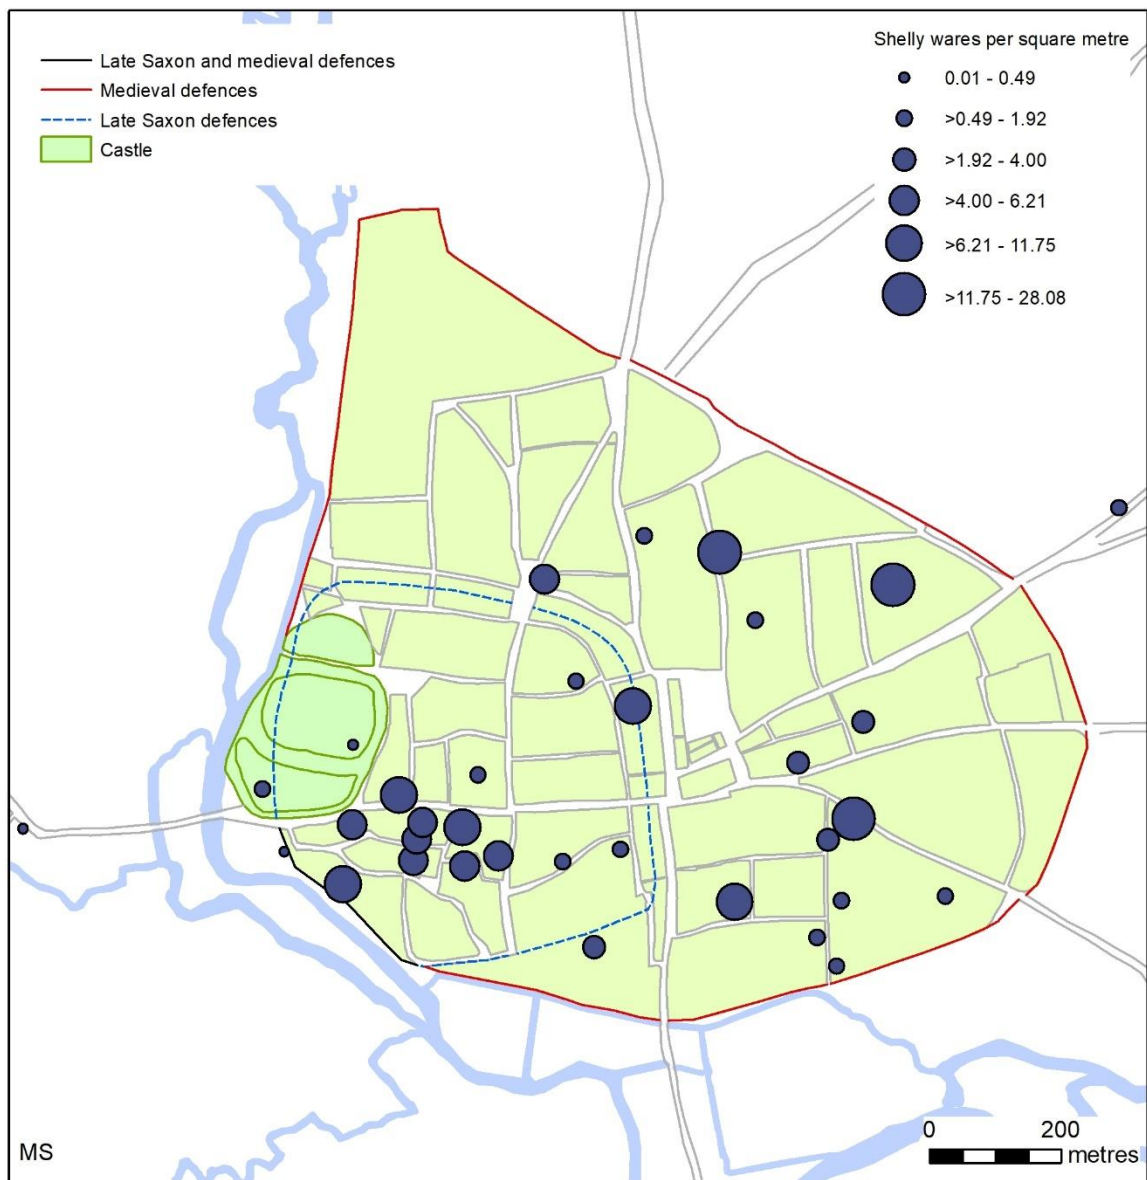 Late Saxon and medieval defences
Medieval defences
Late Saxon defences
Castle
Shelly wares per square metre
0.01 - 0.49
>0.49 - 1.92
>1.92 - 4.00
>4.00 - 6.21
>6.21 - 11.75
>11.75 - 28.08
MS
0 200
metres